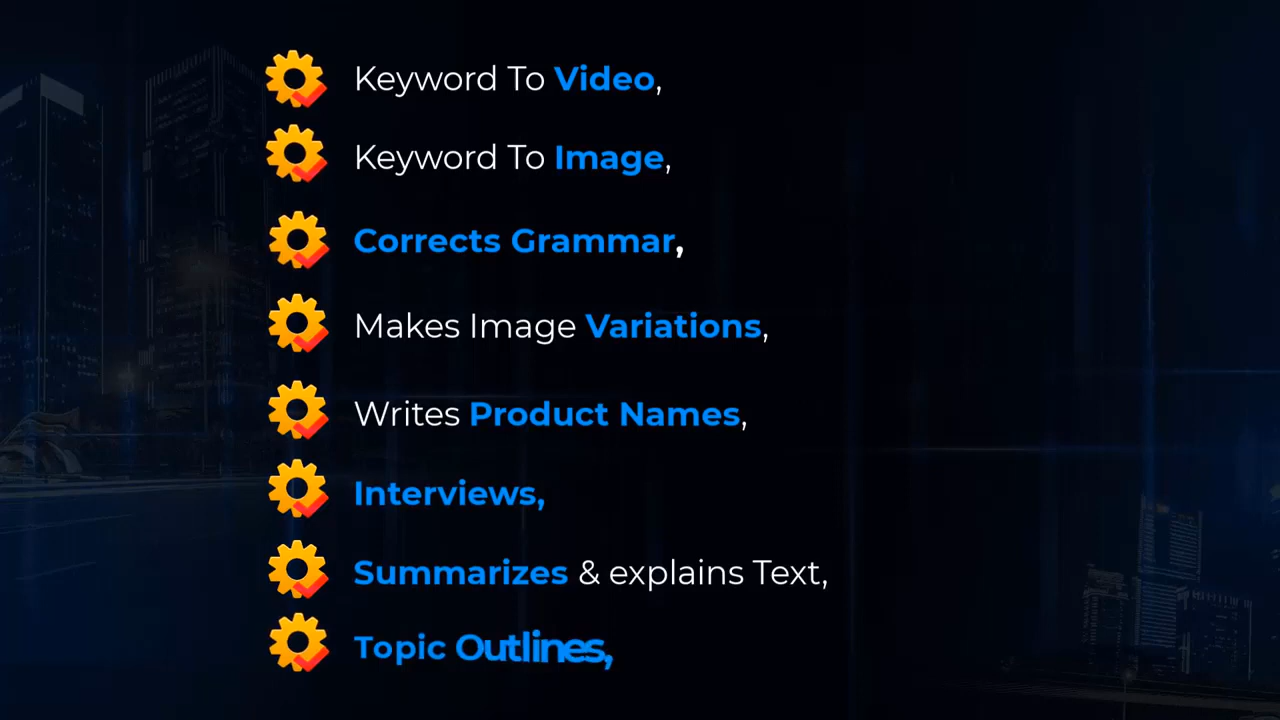 Keyword To Video,
Keyword To Image,
Corrects Grammar,
Makes Image Variations,
Writes Product Names,
Interviews,
Summarizes & explains Text,
Topic Outlines,